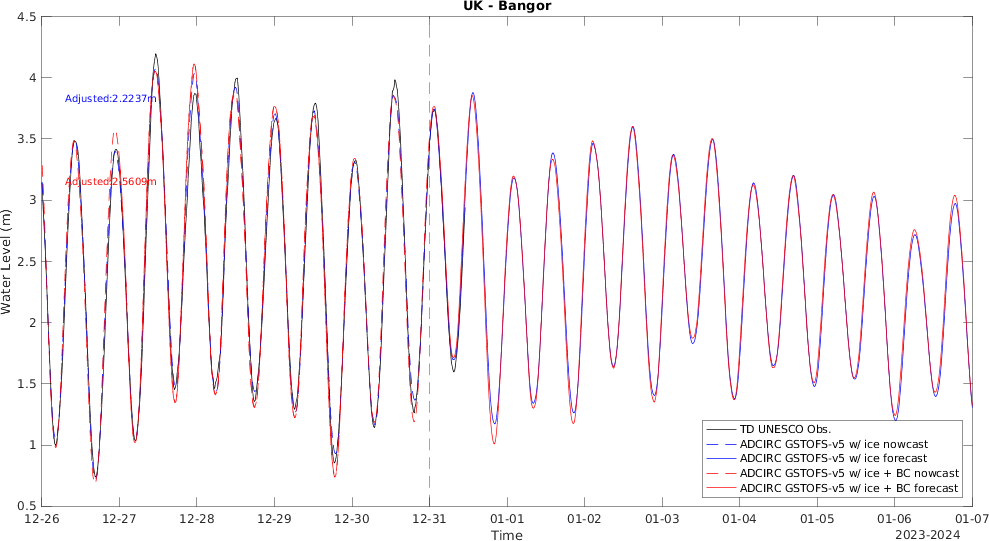 UK - Bangor
4.5
4
3.5
3
2.5
2
1.5
1
0.5
Water Level (m)
Adjusted:2.2237m
Adjusted:2.5609m
TD UNESCO Obs.
ADCIRC GSTOFS-v5 w/ ice nowcast
ADCIRC GSTOFS-v5 w/ ice forecast
ADCIRC GSTOFS-v5 w/ ice + BC nowcast
ADCIRC GSTOFS-v5 w/ ice + BC forecast
12-26 12-27 12-28 12-29 12-30 12-31 01-01 01-02 01-03 01-04 01-05 01-06 01-07
Time
2023-2024